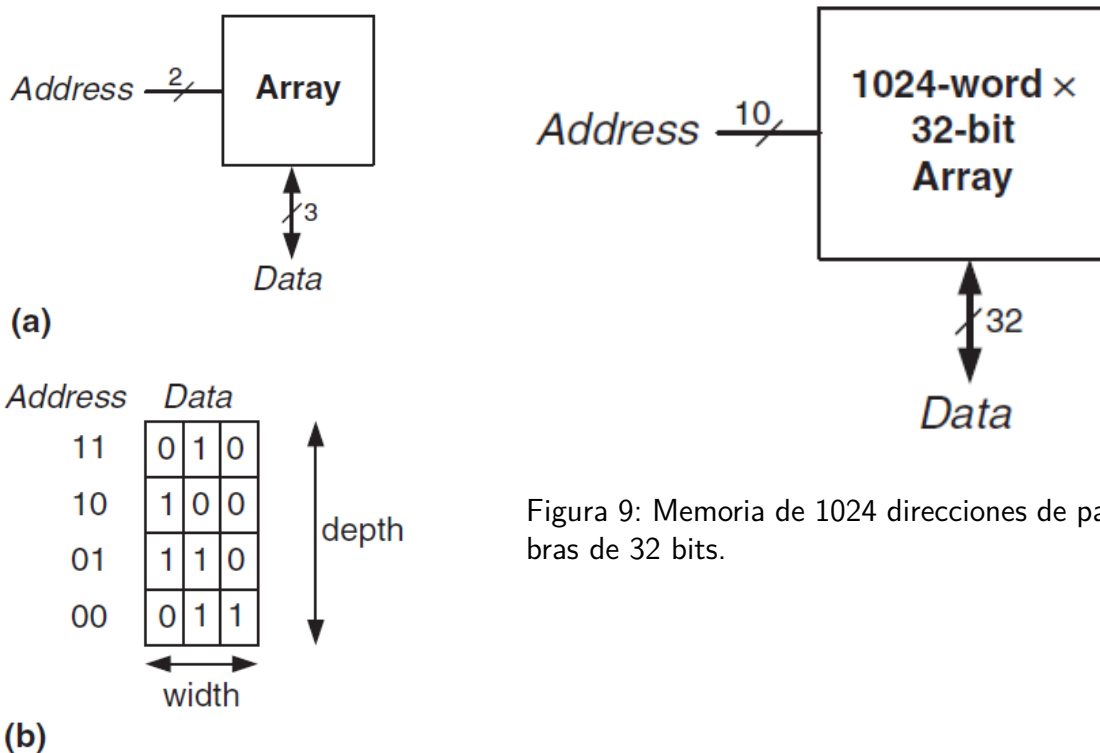 Address 2 Array
3
Data
(a)
Address Data
11 0 1 0
10 1 0 0
01 1 1 0
00 0 1 1
depth
width
(b)
Address 10 1024-word ×
32-bit
Array
32
Data
Figura 9: Memoria de 1024 direcciones de pa
bras de 32 bits.